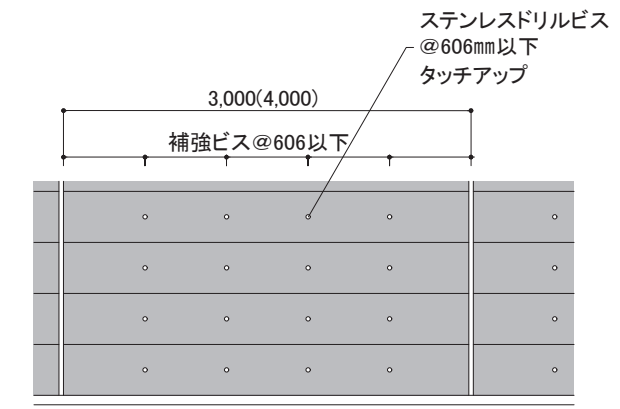 ステンレスドリルビス
@606㎜以下
タッチアップ
3,000(4,000)
補強ビス@606以下